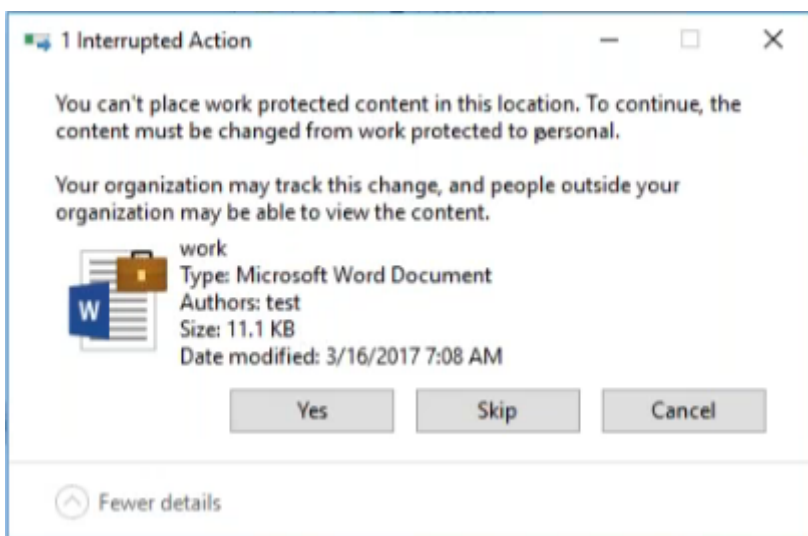 1 Interrupted Action
You can't place work protected content in this location. To continue, the
content must be changed from work protected to personal.
Your organization may track this change, and people outside your
organization may be able to view the content.
work
Type: Microsoft Word Document
W
Authors: test
Size: 11.1 KB
Date modified: 3/16/2017 7:08 AM
Yes Skip Cancel
Fewer details